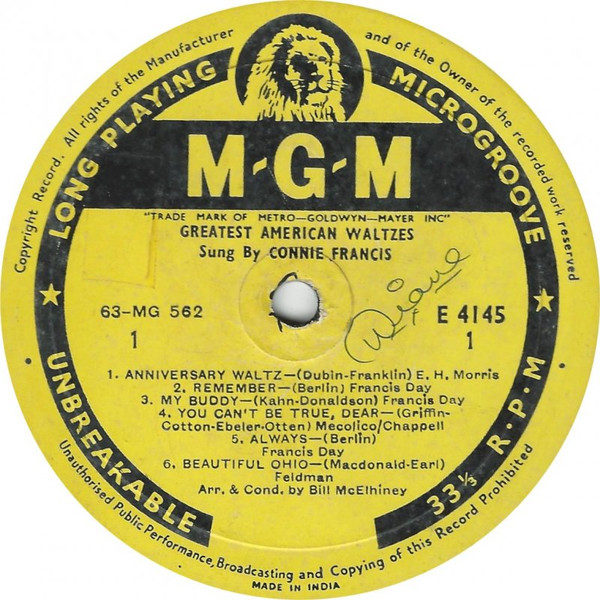 Copyright Record. All rights of the Manufacturer and of the Owner of the recorded work reserved
LONG PLAYING MICROGROOVE
M-G-M
"TRADE MARK OF METRO—GOLDWYN—MAYER INC"
GREATEST AMERICAN WALTZES
Sung By CONNIE FRANCIS
Diane
63-MG 562
E 4145
1
1
1. ANNIVERSARY WALTZ—(Dubin-Franklin) E. H. Morris
2. REMEMBER—(Berlin) Francis Day
3. MY BUDDY—(Kahn-Donaldson) Francis Day
4. YOU CAN'T BE TRUE, DEAR—(Griffin-
Cotton-Ebeler-Otten) Mecolico/Chappell
5. ALWAYS—(Berlin)
Francis Day
6. BEAUTIFUL OHIO—(Macdonald-Earl)
Feldman
Arr. & Cond. by Bill McElhiney
UNBREAKABLE
33⅓ R·P·M
Unauthorised Public Performance, Broadcasting and Copying of this Record Prohibited
MADE IN INDIA